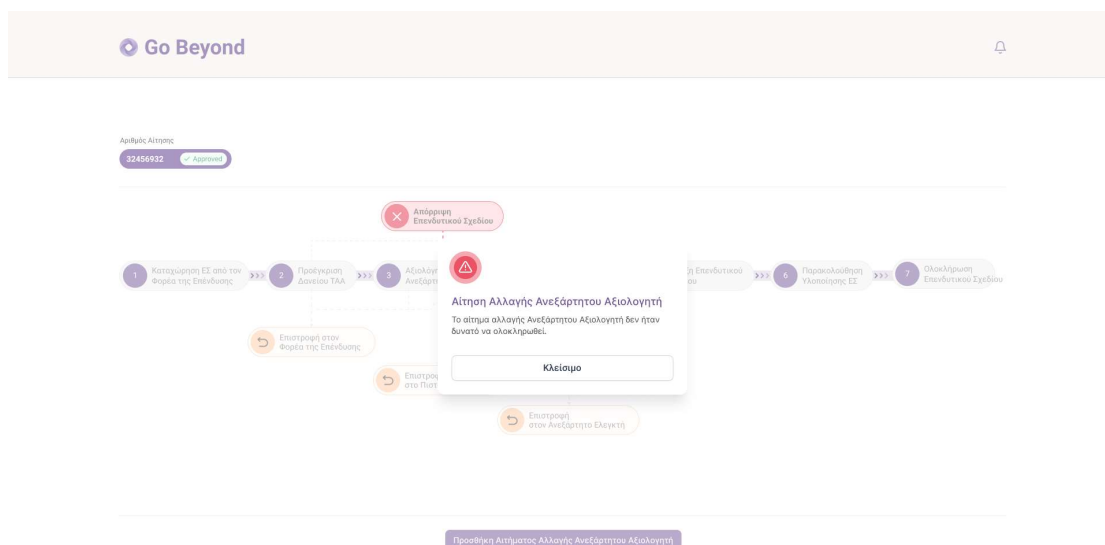 Go Beyond
Αριθμός Αίτησης
32456932
Approved
Απόρριψη
Επενδυτικού Σχεδίου
1
Καταχώρηση ΕΣ από τον
Φορέα της Επένδυσης
2
Προέγκριση
Δανείου ΤΑΑ
3
Επενδυτικού
6
Παρακολούθηση
Υλοποίησης ΕΣ
7
Ολοκλήρωση
Επενδυτικού Σχεδίου
Αίτηση Αλλαγής Ανεξάρτητου Αξιολογητή
Το αίτημα αλλαγής Ανεξάρτητου Αξιολογητή δεν ήταν
δυνατό να ολοκληρωθεί.
Κλείσιμο
Επιστροφή στον
Φορέα της Επένδυσης
στο
Επιστροφή
στον Ανεξάρτητο Ελεγκτή
Προσθήκη Αιτήματος Αλλαγής Ανεξάρτητου Αξιολογητή